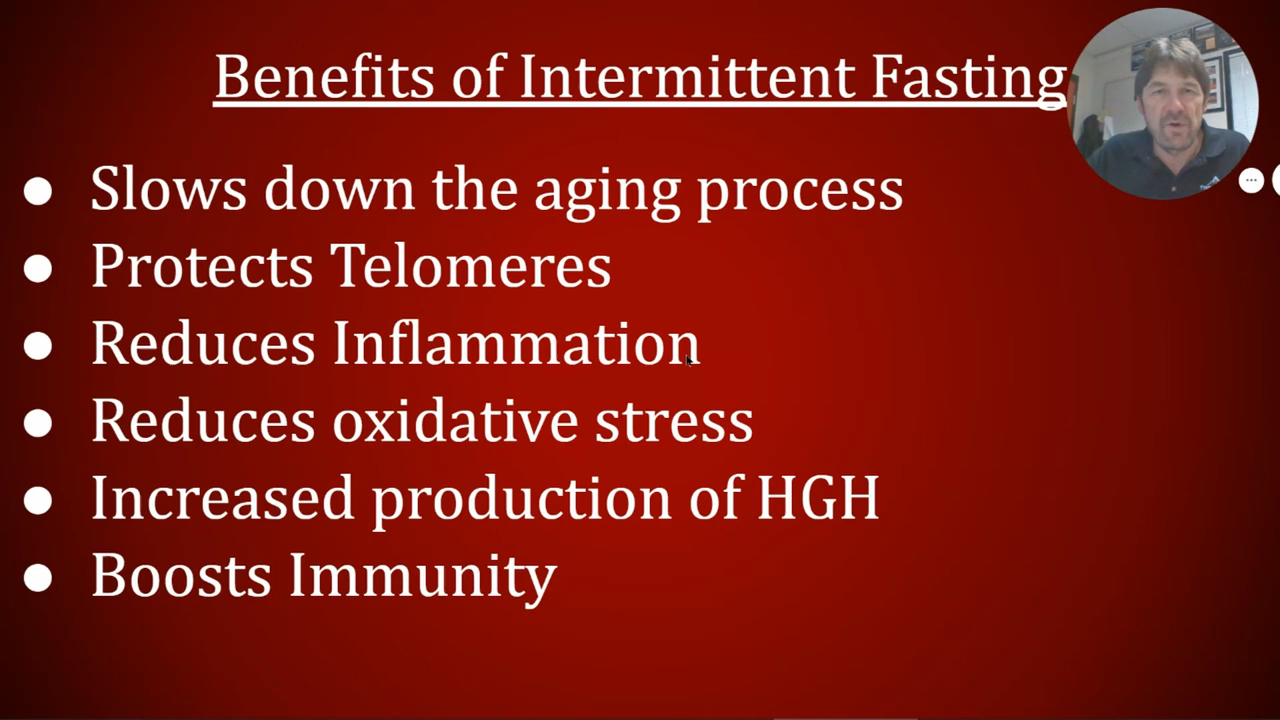 Benefits of Intermittent Fasting
● Slows down the aging process
● Protects Telomeres
● Reduces Inflammation
● Reduces oxidative stress
● Increased production of HGH
● Boosts Immunity